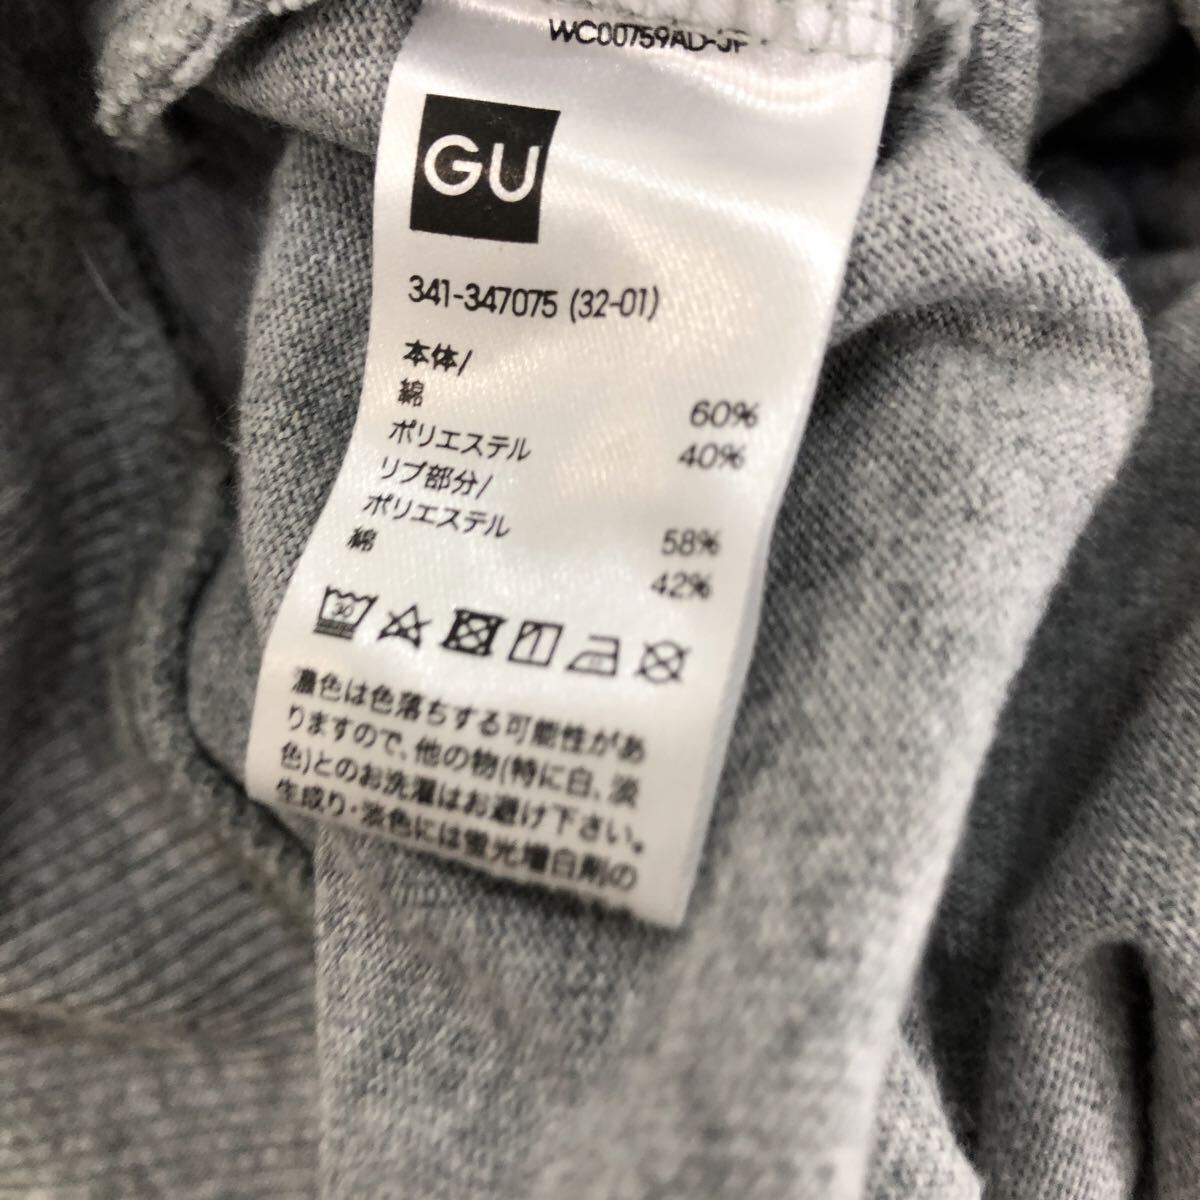 WC00759AD-JP
GU
341-347075 (32-01)
本体/
綿 60%
ポリエステル 40%
リブ部分/
ポリエステル 58%
綿 42%
30
濃色は色落ちする可能性があ
りますので、他の物(特に白、淡
色)とのお洗濯はお避け下さい。
生成り・淡色には蛍光増白剤の